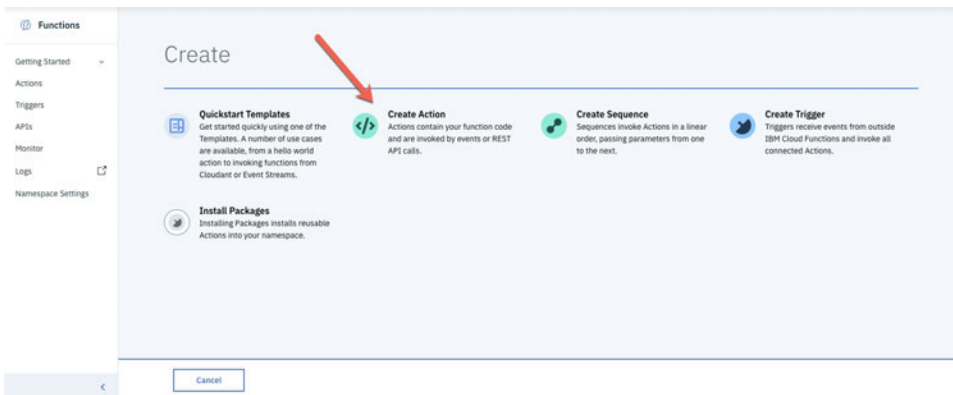 Functions
Getting Started
Actions
Triggers
APIs
Monitor
Logs
Namespace Settings
Create
Quickstart Templates
Get started quickly using one of the
Templates. A number of use cases
are available, from a hello world
action to invoking functions from
Cloudant or Event Streams.
Create Action
Actions contain your function code
and are invoked by events or REST
API calls.
Create Sequence
Sequences invoke Actions in a linear
order, passing parameters from one
to the next.
Create Trigger
Triggers receive events from outside
IBM Cloud Functions and invoke all
connected Actions.
Install Packages
Installing Packages installs reusable
Actions into your namespace.
Cancel